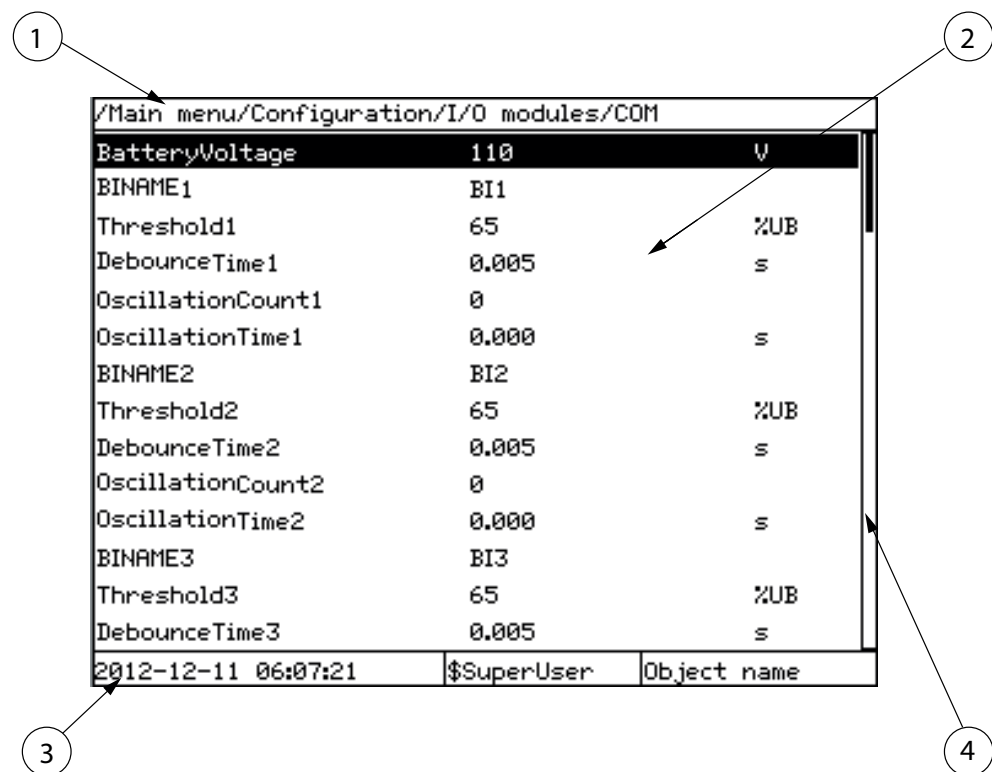 1
2
/Main menu/Configuration/I/O modules/COM
BatteryVoltage 110 V
BINAME1 BI1
Threshold1 65 %UB
DebounceTime1 0.005 s
OscillationCount1 0
OscillationTime1 0.000 s
BINAME2 BI2
Threshold2 65 %UB
DebounceTime2 0.005 s
OscillationCount2 0
OscillationTime2 0.000 s
BINAME3 BI3
Threshold3 65 %UB
DebounceTime3 0.005 s
2012-12-11 06:07:21 $SuperUser Object name
3
4